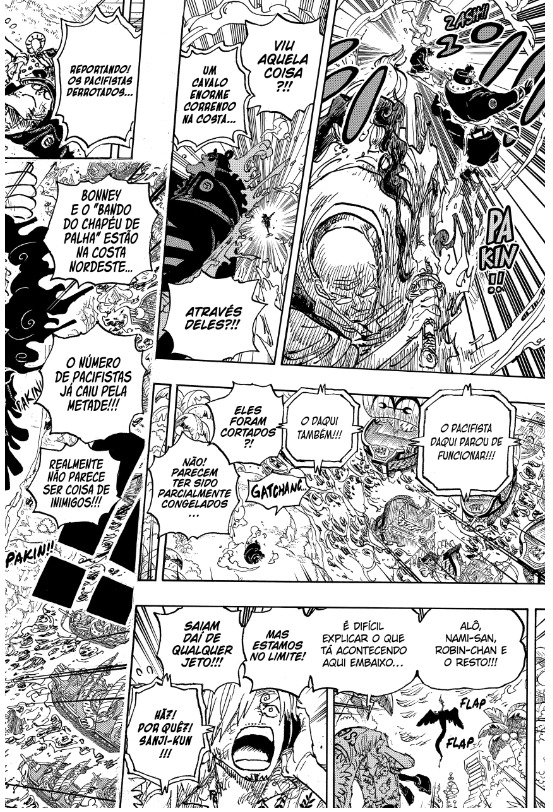 ZASH!!
PA
KIN
!!
VIU
AQUELA
COISA
?!!
UM
CAVALO
ENORME
CORRENDO
NA COSTA...
ATRAVÉS
DELES?!!
REPORTANDO!
OS PACIFISTAS
DERROTADOS...
BONNEY
E O "BANDO
DO CHAPÉU DE
PALHA" ESTÃO
NA COSTA
NORDESTE...
O NÚMERO
DE PACIFISTAS
JÁ CAIU PELA
METADE!!!
PAKIN
REALMENTE
NÃO PARECE
SER COISA DE
INIMIGOS!!!
PAKIN!!
O PACIFISTA
DAQUI PAROU DE
FUNCIONAR!!!
O DAQUI
TAMBÉM!!!
ELES
FORAM
CORTADOS
?!
NÃO!
PARECEM
TER SIDO
PARCIALMENTE
CONGELADOS
...
GATCHANG...
ALÔ,
NAMI-SAN,
ROBIN-CHAN E
O RESTO!!!
É DIFÍCIL
EXPLICAR O QUE
TÁ ACONTECENDO
AQUI EMBAIXO...
FLAP
FLAP
MAS
ESTAMOS
NO LIMITE!
SAIAM
DAÍ DE
QUALQUER
JEITO!!!
HÃ?!
POR QUÊ?!
SANJI-KUN
!!!